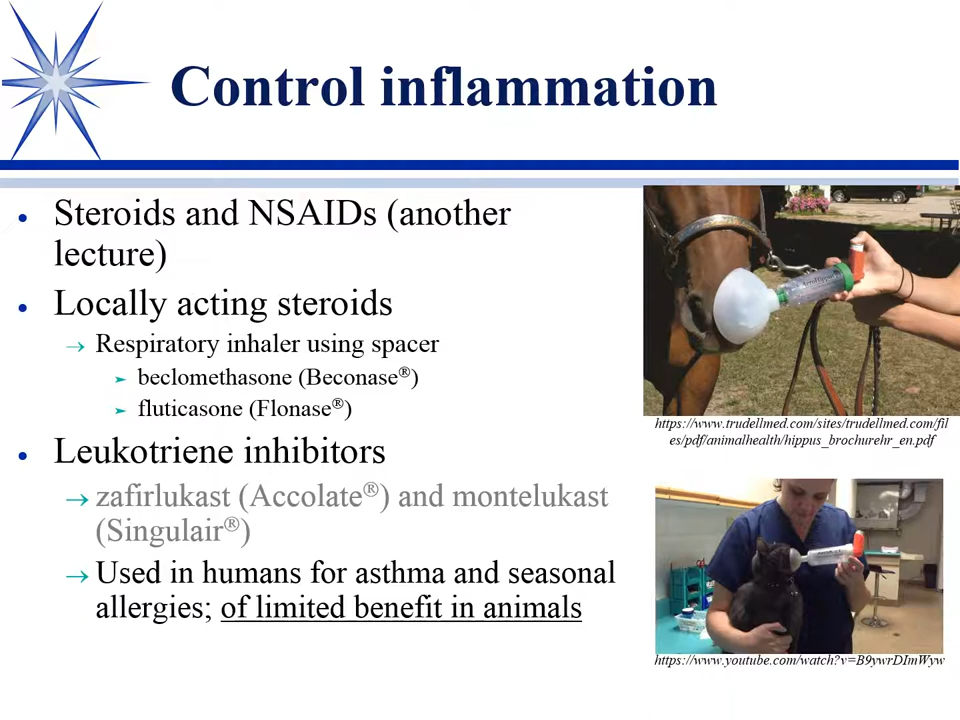 Control inflammation
• Steroids and NSAIDs (another
lecture)
• Locally acting steroids
→ Respiratory inhaler using spacer
➤ beclomethasone (Beconase®)
➤ fluticasone (Flonase®)
• Leukotriene inhibitors
→ zafirlukast (Accolate®) and montelukast
(Singulair®)
→ Used in humans for asthma and seasonal
allergies; of limited benefit in animals
https://www.trudellmed.com/sites/trudellmed.com/fil
es/pdf/animalhealth/hippus_brochurehr_en.pdf
https://www.youtube.com/watch?v=B9ywrDImWyw